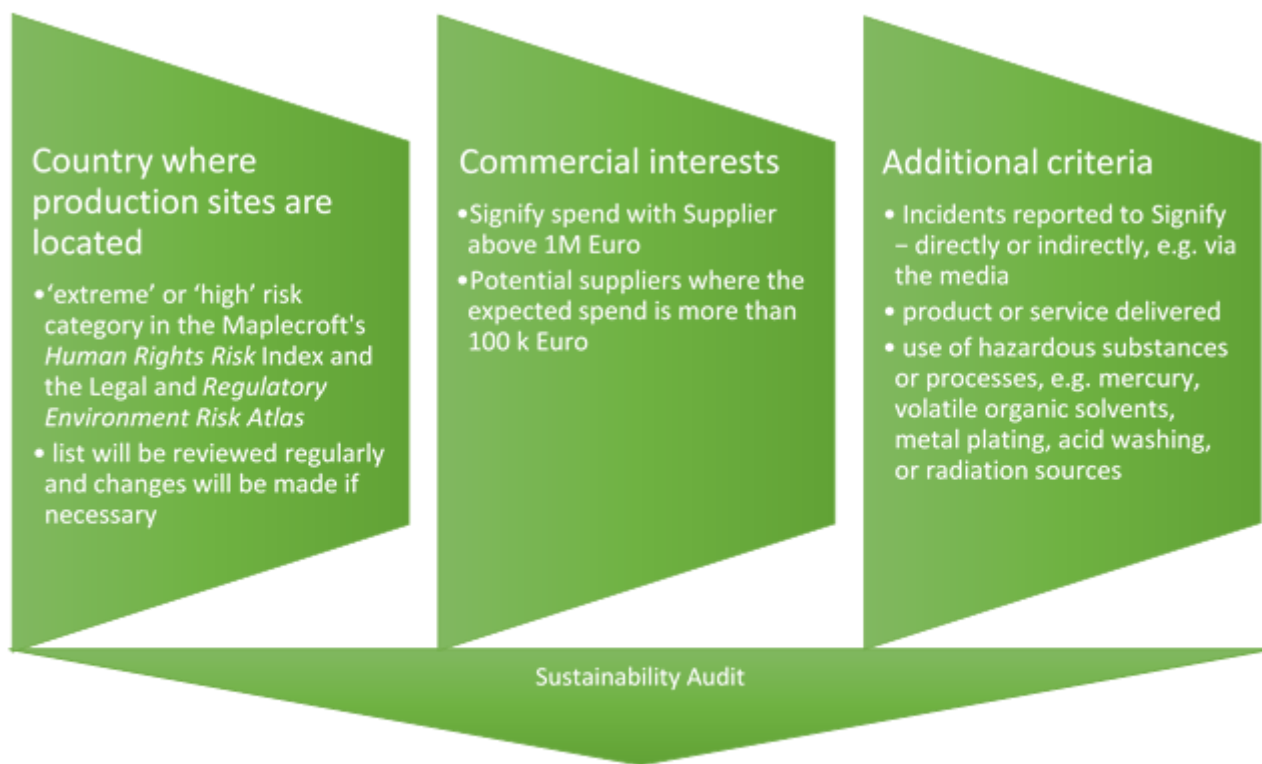 Country where
production sites are
located
•‘extreme’ or ‘high’ risk
category in the Maplecroft's
Human Rights Risk Index and
the Legal and Regulatory
Environment Risk Atlas
• list will be reviewed regularly
and changes will be made if
necessary
Commercial interests
•Signify spend with Supplier
above 1M Euro
•Potential suppliers where the
expected spend is more than
100 k Euro
Additional criteria
• Incidents reported to Signify
– directly or indirectly, e.g. via
the media
• product or service delivered
• use of hazardous substances
or processes, e.g. mercury,
volatile organic solvents,
metal plating, acid washing,
or radiation sources
Sustainability Audit